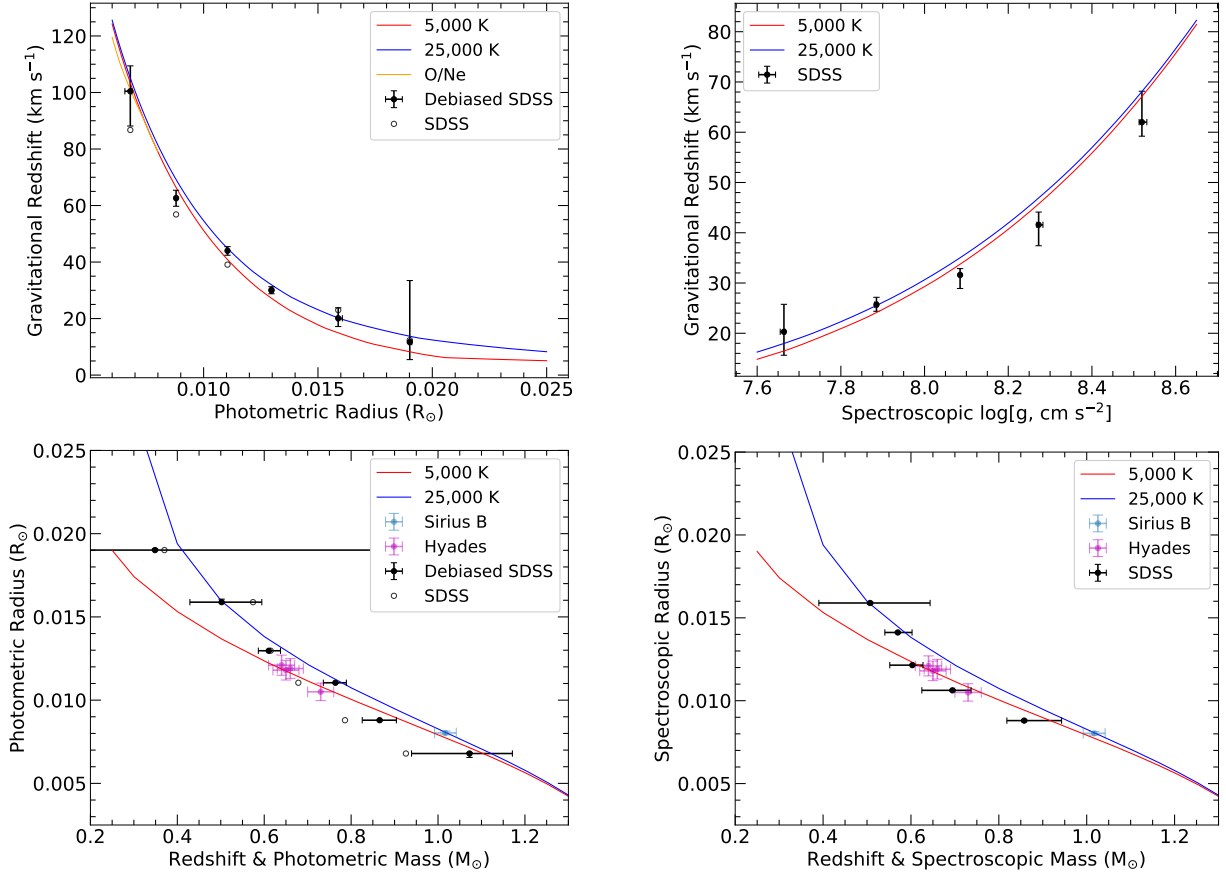 120
100
80
60
40
20
0
Gravitational Redshift (km s⁻¹)
5,000 K
25,000 K
O/Ne
Debiased SDSS
SDSS
0.010
0.015
0.020
0.025
Photometric Radius (R☉)
80
70
60
50
40
30
20
Gravitational Redshift (km s⁻¹)
5,000 K
25,000 K
SDSS
7.6
7.8
8.0
8.2
8.4
8.6
Spectroscopic log[g, cm s⁻²]
0.025
0.020
0.015
0.010
0.005
Photometric Radius (R☉)
5,000 K
25,000 K
Sirius B
Hyades
Debiased SDSS
SDSS
0.2
0.4
0.6
0.8
1.0
1.2
Redshift & Photometric Mass (M☉)
0.025
0.020
0.015
0.010
0.005
Spectroscopic Radius (R☉)
5,000 K
25,000 K
Sirius B
Hyades
SDSS
0.2
0.4
0.6
0.8
1.0
1.2
Redshift & Spectroscopic Mass (M☉)